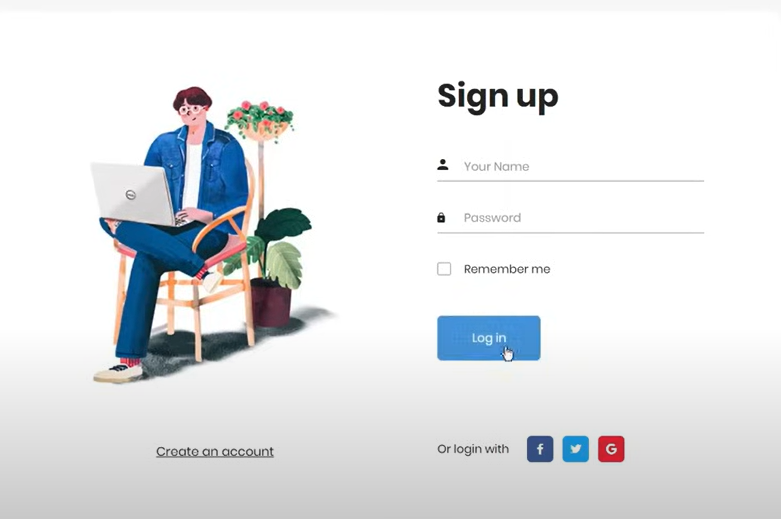 Sign up
Your Name
Password
Remember me
Log in
Create an account
Or login with